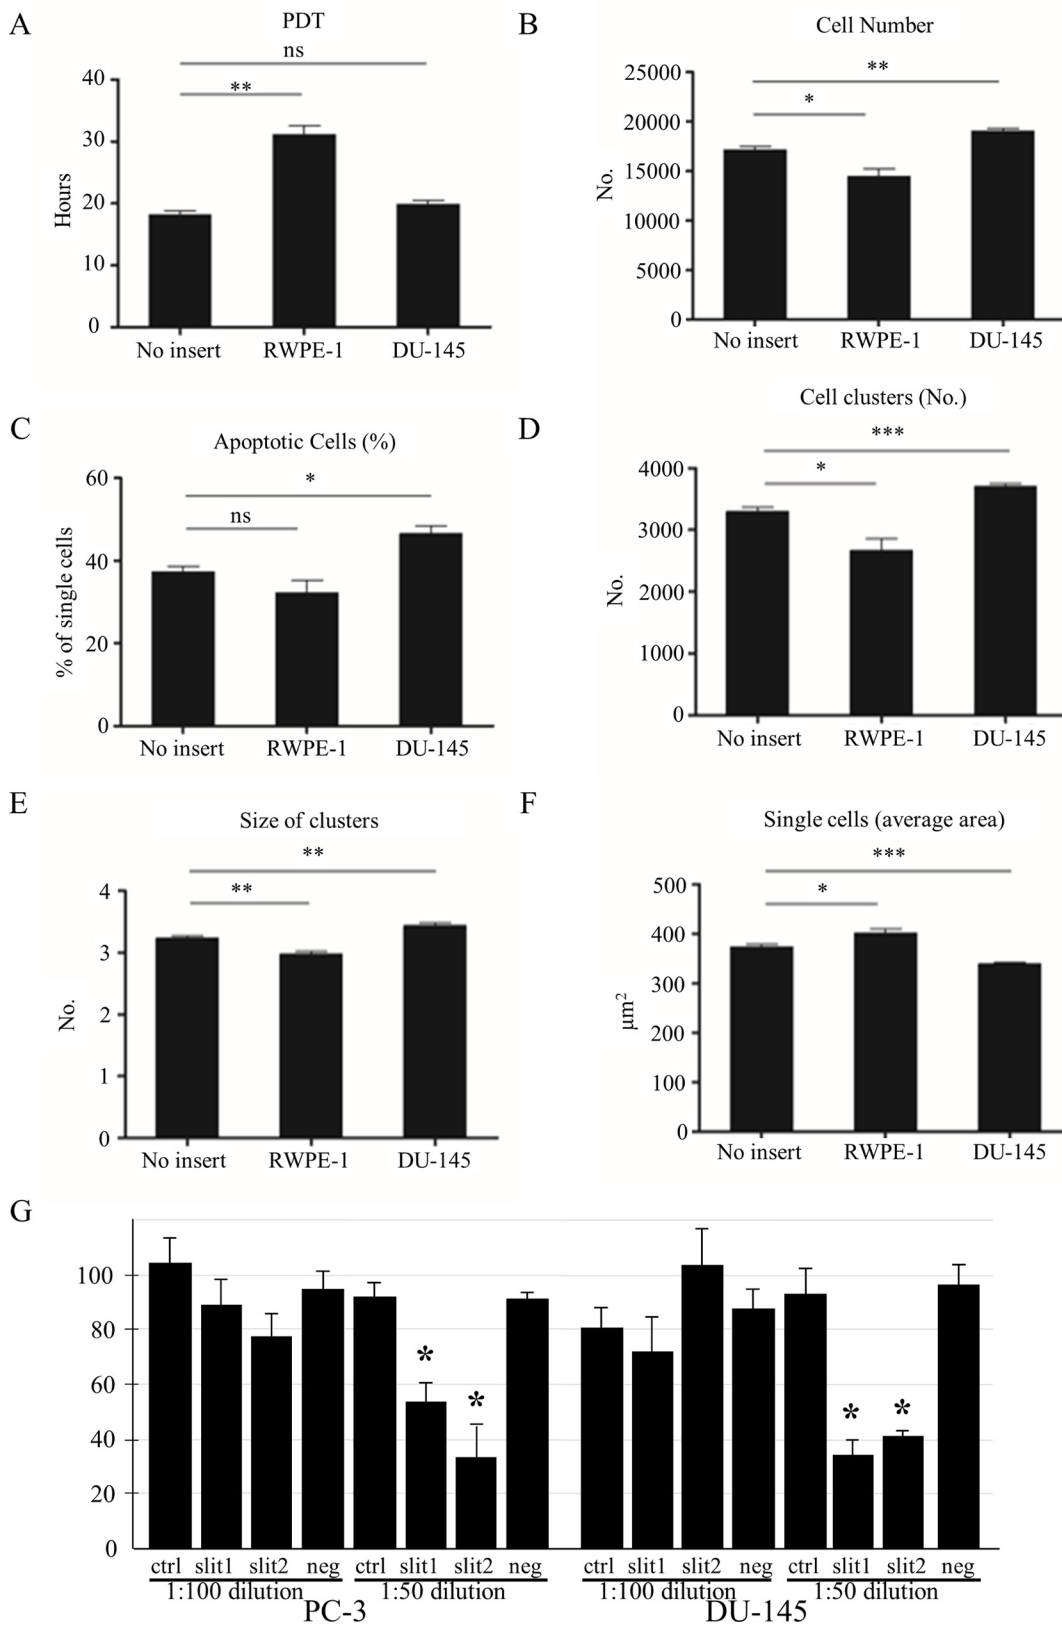 A
PDT
ns
**
40
30
20
10
0
Hours
No insert RWPE-1 DU-145
B
Cell Number
**
*
25000
20000
15000
10000
5000
0
No.
No insert RWPE-1 DU-145
C
Apoptotic Cells (%)
*
ns
60
40
20
0
% of single cells
No insert RWPE-1 DU-145
D
Cell clusters (No.)
***
*
4000
3000
2000
1000
0
No.
No insert RWPE-1 DU-145
E
Size of clusters
**
**
4
3
2
1
0
No.
No insert RWPE-1 DU-145
F
Single cells (average area)
***
*
500
400
300
200
100
0
µm²
No insert RWPE-1 DU-145
G
100
80
60
40
20
0
* * * *
ctrl slit1 slit2 neg ctrl slit1 slit2 neg ctrl slit1 slit2 neg ctrl slit1 slit2 neg
1:100 dilution 1:50 dilution 1:100 dilution 1:50 dilution
PC-3 DU-145